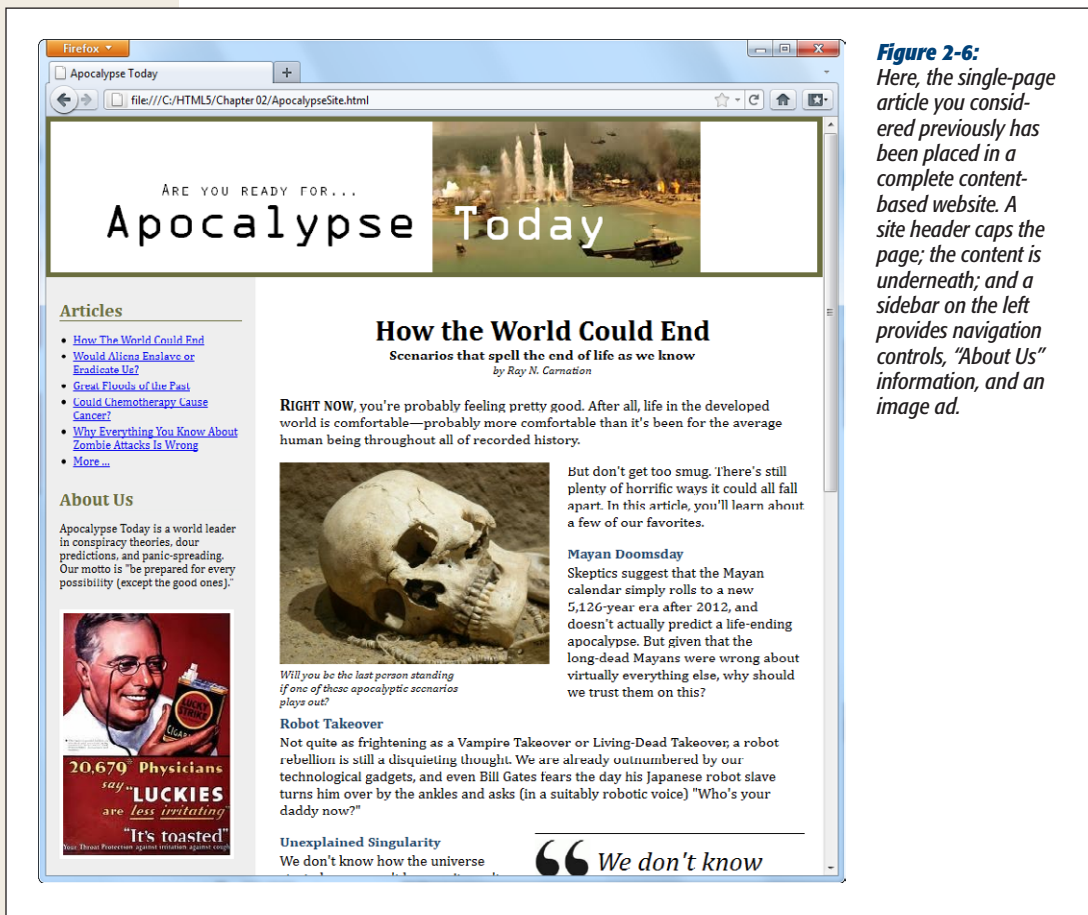 Firefox
Apocalypse Today
file:///C:/HTML5/Chapter 02/ApocalypseSite.html
ARE YOU READY FOR...
Apocalypse Today
Articles
How The World Could End
Would Aliens Enslave or
Eradicate Us?
Great Floods of the Past
Could Chemotherapy Cause
Cancer?
Why Everything You Know About
Zombie Attacks Is Wrong
More ...
About Us
Apocalypse Today is a world leader
in conspiracy theories, dour
predictions, and panic-spreading.
Our motto is "be prepared for every
possibility (except the good ones)."
LUCKY
STRIKE
20,679 Physicians
say "LUCKIES
are less irritating"
"It's toasted"
Your Throat Protection against irritation against cough
How the World Could End
Scenarios that spell the end of life as we know
by Ray N. Carnation
RIGHT NOW, you're probably feeling pretty good. After all, life in the developed
world is comfortable—probably more comfortable than it's been for the average
human being throughout all of recorded history.
But don't get too smug. There's still
plenty of horrific ways it could all fall
apart. In this article, you'll learn about
a few of our favorites.
Will you be the last person standing
if one of these apocalyptic scenarios
plays out?
Mayan Doomsday
Skeptics suggest that the Mayan
calendar simply rolls to a new
5,126-year era after 2012, and
doesn't actually predict a life-ending
apocalypse. But given that the
long-dead Mayans were wrong about
virtually everything else, why should
we trust them on this?
Robot Takeover
Not quite as frightening as a Vampire Takeover or Living-Dead Takeover, a robot
rebellion is still a disquieting thought. We are already outnumbered by our
technological gadgets, and even Bill Gates fears the day his Japanese robot slave
turns him over by the ankles and asks (in a suitably robotic voice) "Who's your
daddy now?"
Unexplained Singularity
We don't know how the universe
“ We don't know
Figure 2-6:
Here, the single-page
article you consid-
ered previously has
been placed in a
complete content-
based website. A
site header caps the
page; the content is
underneath; and a
sidebar on the left
provides navigation
controls, “About Us”
information, and an
image ad.